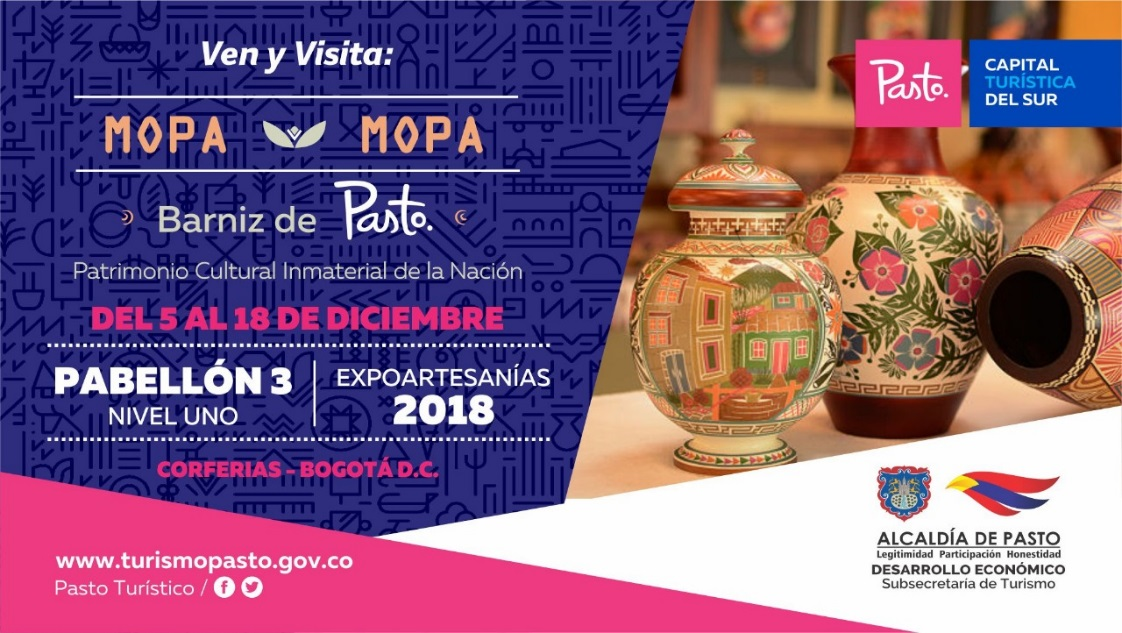 Ven y Visita:
MOPA MOPA
Barniz de Pasto.
Patrimonio Cultural Inmaterial de la Nación
DEL 5 AL 18 DE DICIEMBRE
PABELLÓN 3
NIVEL UNO
EXPOARTESANÍAS
2018
CORFERIAS - BOGOTÁ D.C.
www.turismopasto.gov.co
Pasto Turístico /
Pasto.
CAPITAL
TURÍSTICA
DEL SUR
ALCALDÍA DE PASTO
Legitimidad Participación Honestidad
DESARROLLO ECONÓMICO
Subsecretaría de Turismo